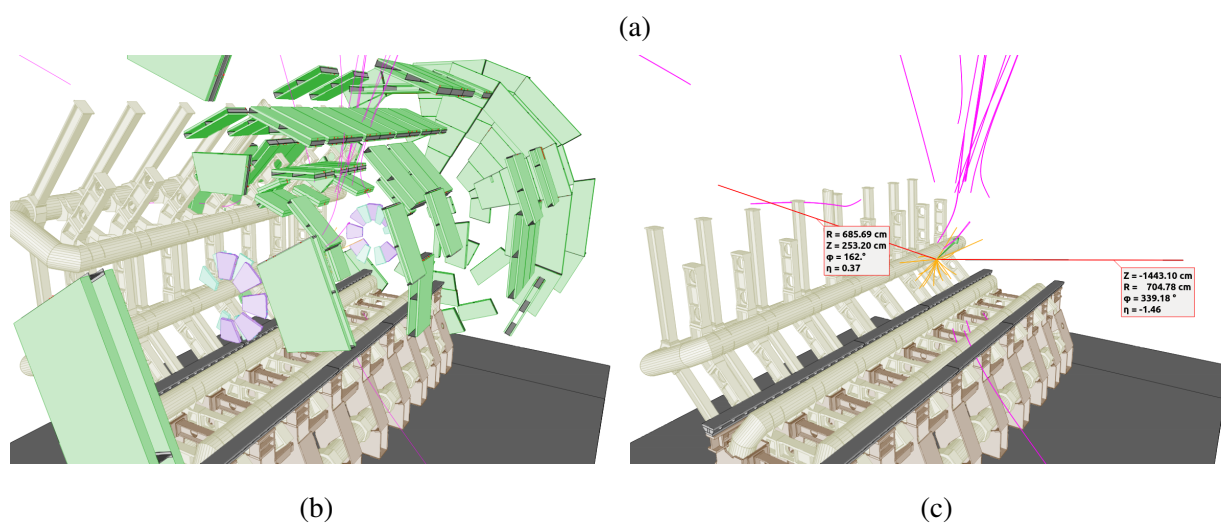 (a)
R = 685.69 cm
Z = 253.20 cm
φ = 162.°
η = 0.37
Z = -1443.10 cm
R =   704.78 cm
φ = 339.18 °
η = -1.46
(b)
(c)